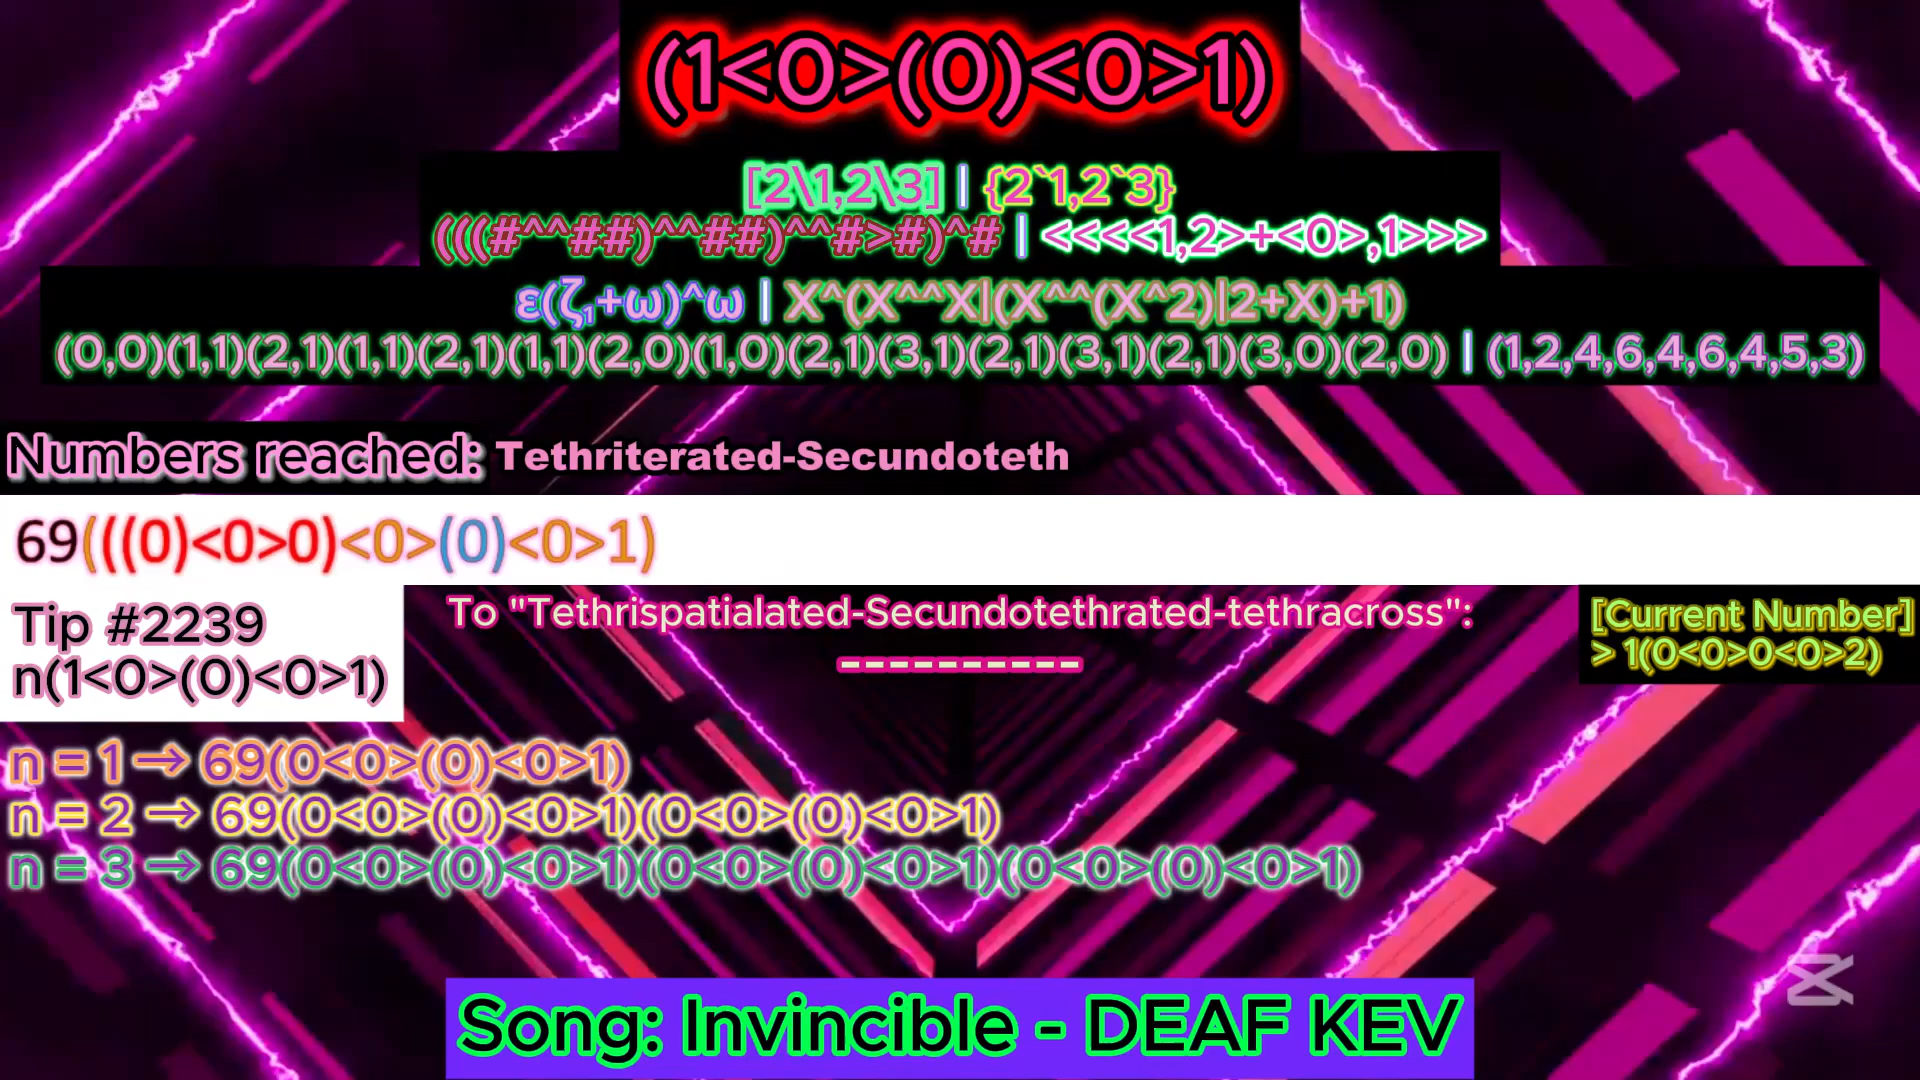 (1<0>(0)<0>1)
[2\1,2\3] | {2`1,2`3}
(((#^^##)^^##)^^#>#)^# | <<<<1,2>+<0>,1>>>
ε(ζ₁+ω)^ω | X^(X^^X|(X^^(X^2)|2+X)+1)
(0,0)(1,1)(2,1)(1,1)(2,1)(1,1)(2,0)(1,0)(2,1)(3,1)(2,1)(3,1)(2,1)(3,0)(2,0) | (1,2,4,6,4,6,4,5,3)
Numbers reached: Tethriterated-Secundoteth
69(((0)<0>0)<0>(0)<0>1)
Tip #2239
n(1<0>(0)<0>1)
To "Tethrispatialated-Secundotethrated-tethracross":
----------
[Current Number]
> 1(0<0>0<0>2)
n = 1 → 69(0<0>(0)<0>1)
n = 2 → 69(0<0>(0)<0>1)(0<0>(0)<0>1)
n = 3 → 69(0<0>(0)<0>1)(0<0>(0)<0>1)(0<0>(0)<0>1)
Song: Invincible - DEAF KEV